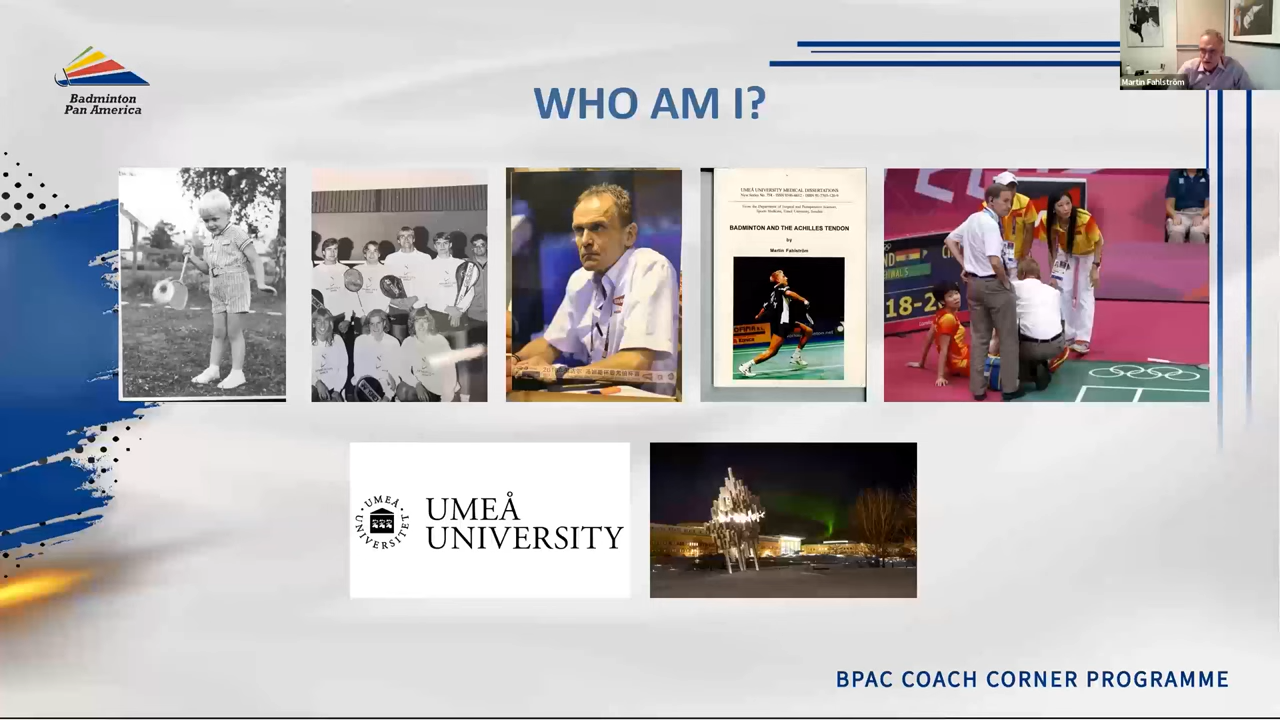 Martin Fahlström
Badminton
Pan America
WHO AM I?
UMEÅ UNIVERSITY MEDICAL DISSERTATIONS
BADMINTON AND THE ACHILLES TENDON
by
Martin Fahlström
18-2
UMEÅ
UNIVERSITET
UMEÅ
UNIVERSITY
BPAC COACH CORNER PROGRAMME